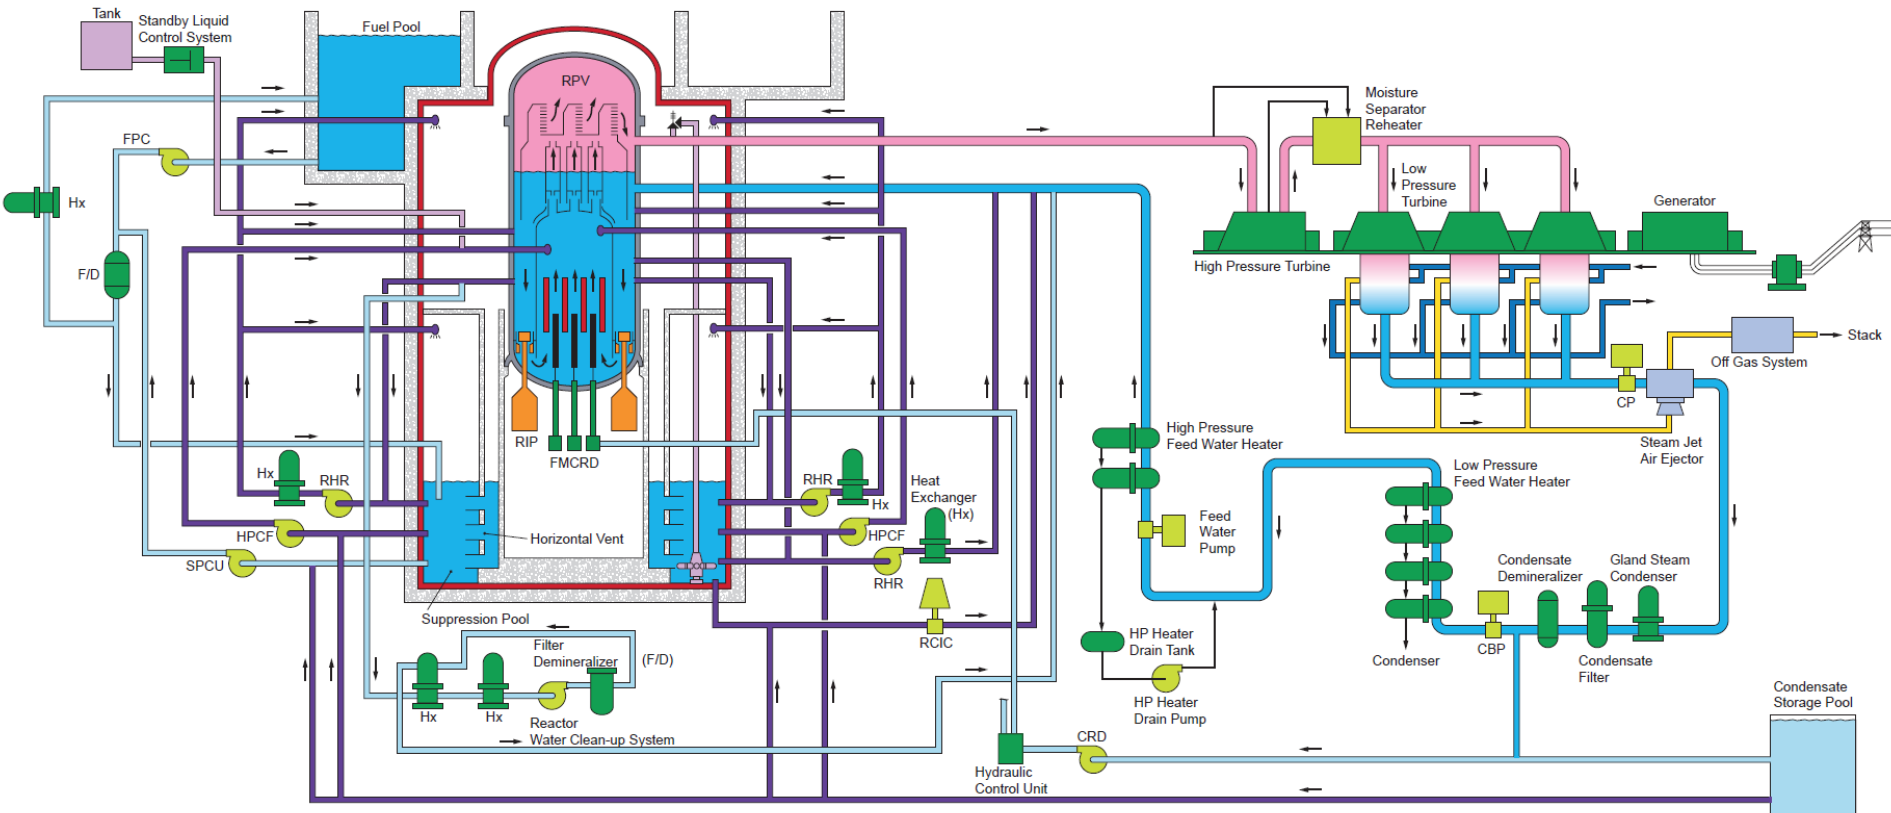 Tank
Standby Liquid
Control System
Fuel Pool
RPV
FPC
Hx
F/D
Moisture
Separator
Reheater
Low
Pressure
Turbine
Generator
High Pressure Turbine
Stack
Off Gas System
CP
Steam Jet
Air Ejector
RIP
FMCRD
High Pressure
Feed Water Heater
Low Pressure
Feed Water Heater
Hx
RHR
RHR
Hx
Heat
Exchanger
(Hx)
HPCF
HPCF
SPCU
RHR
Horizontal Vent
Feed
Water
Pump
Condensate
Demineralizer
Gland Steam
Condenser
Suppression Pool
RCIC
HP Heater
Drain Tank
Condenser
CBP
Condensate
Filter
Filter
Demineralizer
(F/D)
Hx
Hx
Reactor
Water Clean-up System
HP Heater
Drain Pump
Condensate
Storage Pool
CRD
Hydraulic
Control Unit